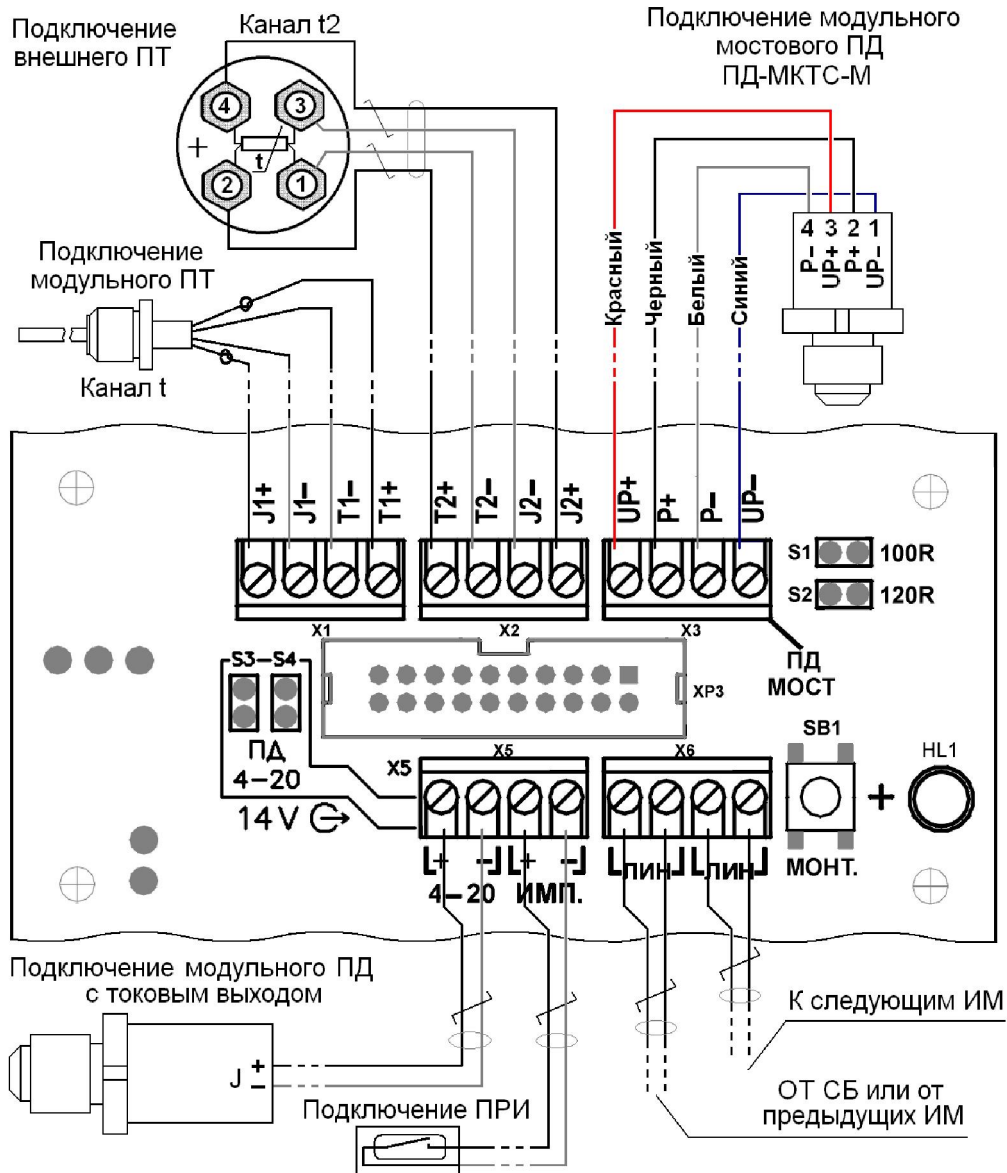 Подключение
внешнего ПТ
Канал t2
4
3
+
t
2
1
Подключение модульного
мостового ПД
ПД-МКТС-М
4 3 2 1
P-
UP+
P+
UP-
Красный
Черный
Белый
Синий
Подключение
модульного ПТ
Канал t
J1+
J1-
T1-
T1+
T2+
T2-
J2-
J2+
UP+
P+
P-
UP-
S1
100R
S2
120R
X1
X2
X3
ПД
МОСТ
S3-S4
XP3
ПД
4-20
14 V
X5
X5
X6
SB1
HL1
+
МОНТ.
+ -
4-20
+ -
ИМП.
ЛИН
ЛИН
Подключение модульного ПД
с токовым выходом
J + -
Подключение ПРИ
К следующим ИМ
ОТ СБ или от
предыдущих ИМ